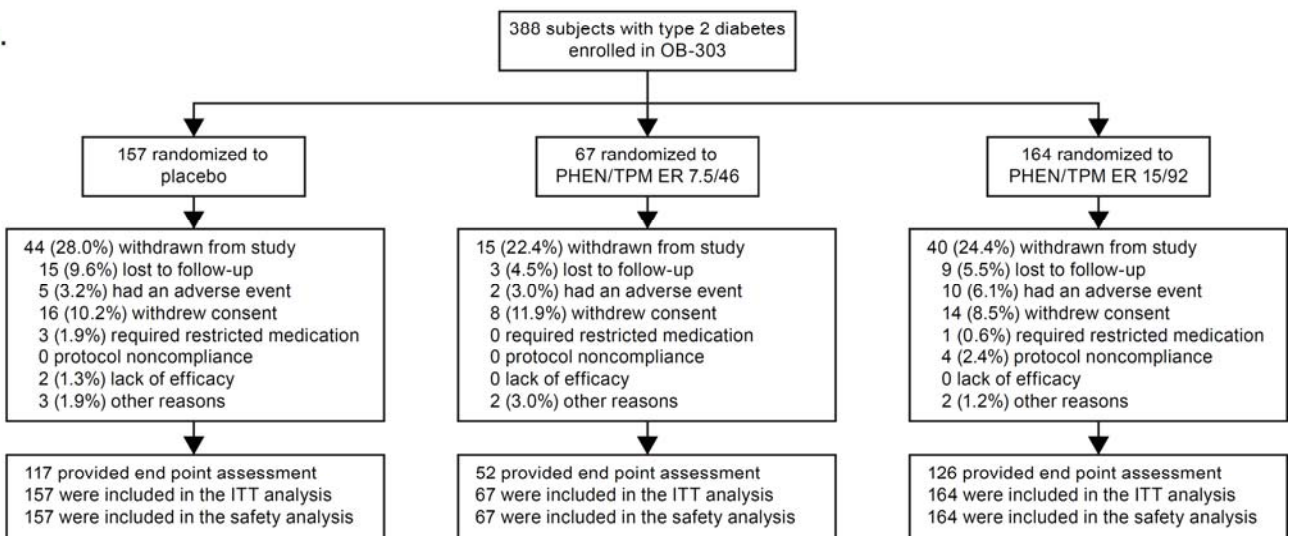 .
388 subjects with type 2 diabetes
enrolled in OB-303
157 randomized to
placebo
67 randomized to
PHEN/TPM ER 7.5/46
164 randomized to
PHEN/TPM ER 15/92
44 (28.0%) withdrawn from study
15 (9.6%) lost to follow-up
5 (3.2%) had an adverse event
16 (10.2%) withdrew consent
3 (1.9%) required restricted medication
0 protocol noncompliance
2 (1.3%) lack of efficacy
3 (1.9%) other reasons
15 (22.4%) withdrawn from study
3 (4.5%) lost to follow-up
2 (3.0%) had an adverse event
8 (11.9%) withdrew consent
0 required restricted medication
0 protocol noncompliance
0 lack of efficacy
2 (3.0%) other reasons
40 (24.4%) withdrawn from study
9 (5.5%) lost to follow-up
10 (6.1%) had an adverse event
14 (8.5%) withdrew consent
1 (0.6%) required restricted medication
4 (2.4%) protocol noncompliance
0 lack of efficacy
2 (1.2%) other reasons
117 provided end point assessment
157 were included in the ITT analysis
157 were included in the safety analysis
52 provided end point assessment
67 were included in the ITT analysis
67 were included in the safety analysis
126 provided end point assessment
164 were included in the ITT analysis
164 were included in the safety analysis